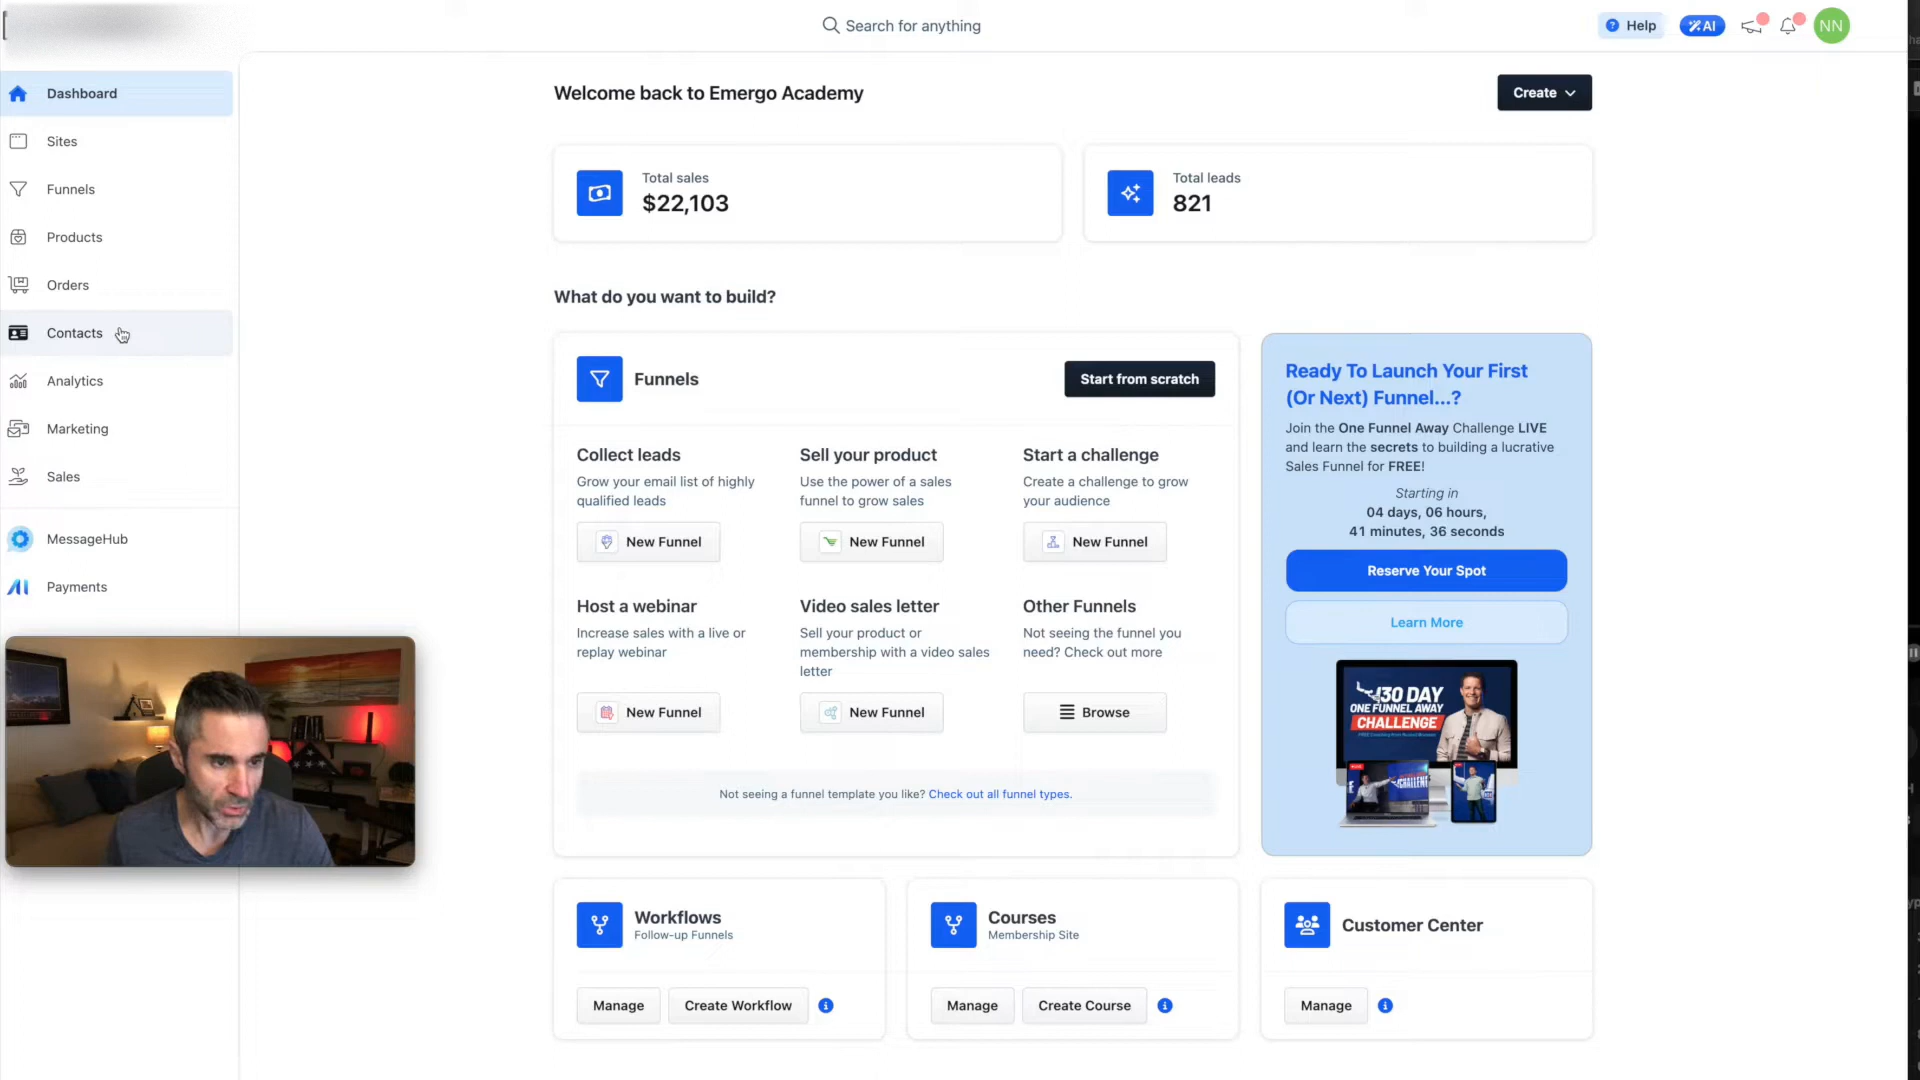 Search for anything
Help
AI
NN
Dashboard
Sites
Funnels
Products
Orders
Contacts
Analytics
Marketing
Sales
MessageHub
Payments
Welcome back to Emergo Academy
Create
Total sales
$22,103
Total leads
821
What do you want to build?
Funnels
Start from scratch
Collect leads
Grow your email list of highly
qualified leads
New Funnel
Sell your product
Use the power of a sales
funnel to grow sales
New Funnel
Start a challenge
Create a challenge to grow
your audience
New Funnel
Host a webinar
Increase sales with a live or
replay webinar
New Funnel
Video sales letter
Sell your product or
membership with a video sales
letter
New Funnel
Other Funnels
Not seeing the funnel you
need? Check out more
Browse
Not seeing a funnel template you like? Check out all funnel types.
Ready To Launch Your First
(Or Next) Funnel...?
Join the One Funnel Away Challenge LIVE
and learn the secrets to building a lucrative
Sales Funnel for FREE!
Starting in
04 days, 06 hours,
41 minutes, 36 seconds
Reserve Your Spot
Learn More
30 DAY
ONE FUNNEL AWAY
CHALLENGE
Workflows
Follow-up Funnels
Manage
Create Workflow
Courses
Membership Site
Manage
Create Course
Customer Center
Manage